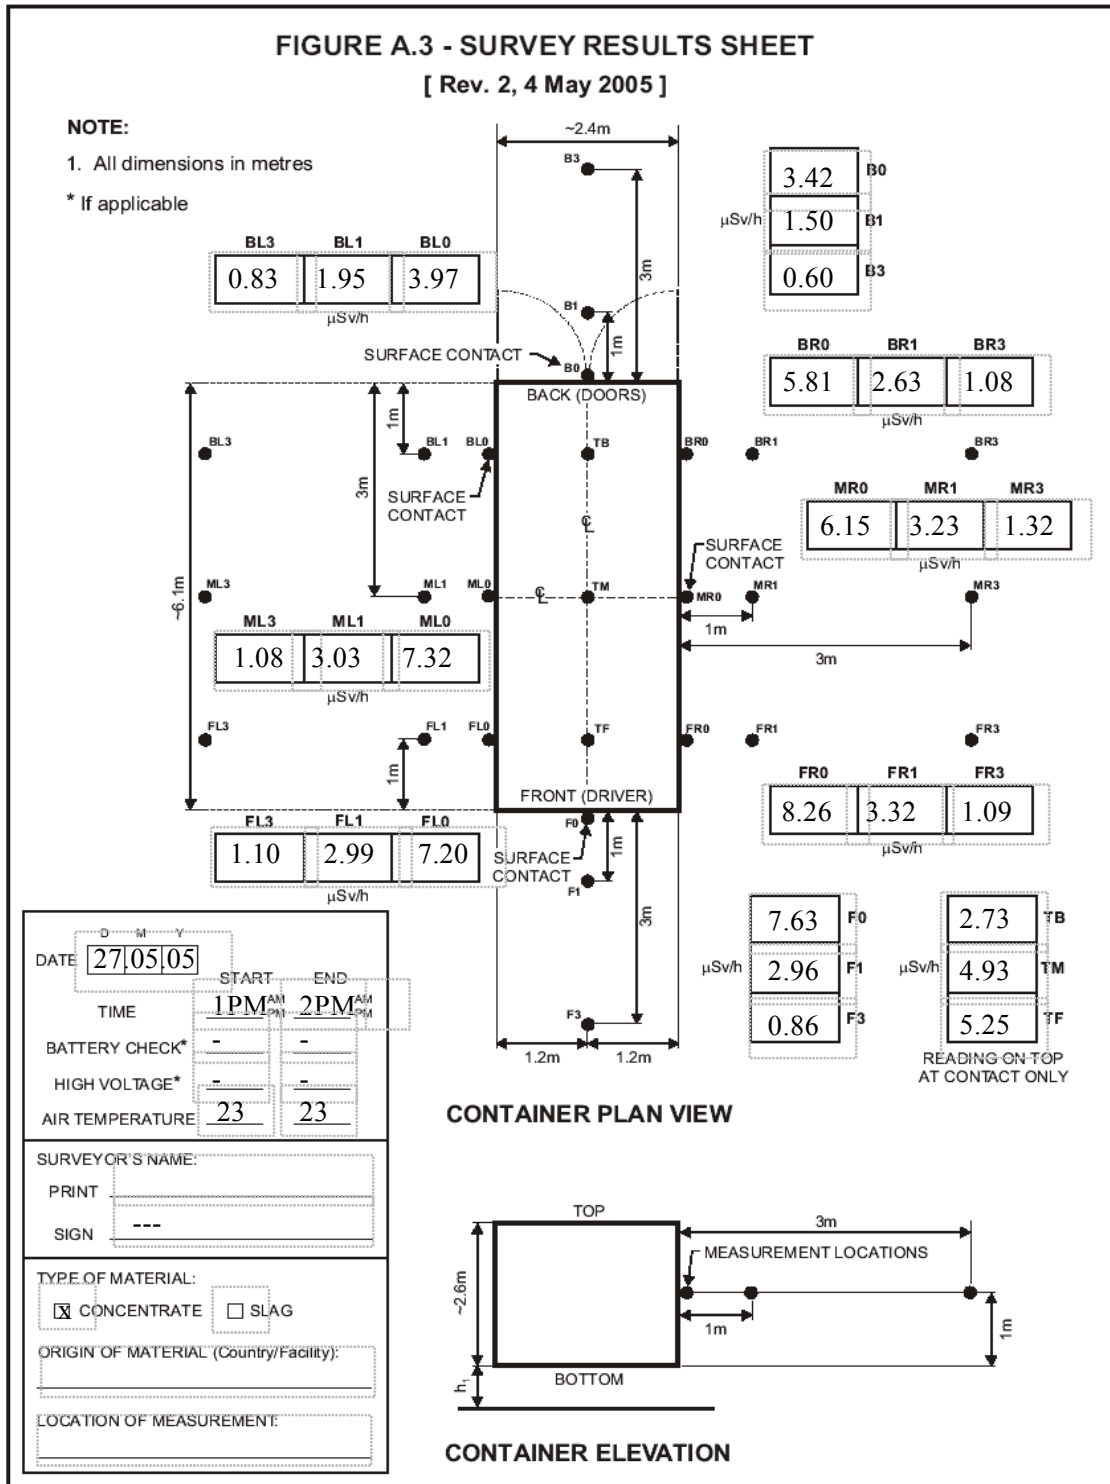 FIGURE A.3 - SURVEY RESULTS SHEET
[ Rev. 2, 4 May 2005 ]
NOTE:
1. All dimensions in metres
* If applicable
~2.4m
B3
3m
B1
1m
SURFACE CONTACT
B0
BACK (DOORS)
3.42 B0
µSv/h 1.50 B1
0.60 B3
BL3 BL1 BL0
0.83 1.95 3.97
µSv/h
BR0 BR1 BR3
5.81 2.63 1.08
µSv/h
1m
3m
~6.1m
BL3 BL1 BL0 TB BR0 BR1 BR3
SURFACE
CONTACT
℄
MR0 MR1 MR3
6.15 3.23 1.32
µSv/h
SURFACE
CONTACT
ML3 ML1 ML0 ℄ TM MR0 MR1 MR3
1m
3m
ML3 ML1 ML0
1.08 3.03 7.32
µSv/h
FL3 FL1 FL0 TF FR0 FR1 FR3
1m
FRONT (DRIVER)
FR0 FR1 FR3
8.26 3.32 1.09
µSv/h
FL3 FL1 FL0
1.10 2.99 7.20
µSv/h
F0
SURFACE
CONTACT
1m
F1
3m
F3
1.2m 1.2m
7.63 F0
µSv/h 2.96 F1
0.86 F3
2.73 TB
µSv/h 4.93 TM
5.25 TF
READING ON TOP
AT CONTACT ONLY
CONTAINER PLAN VIEW
D M Y
DATE 27.05.05
START END
TIME 1PM AM PM 2PM AM PM
BATTERY CHECK* - -
HIGH VOLTAGE* - -
AIR TEMPERATURE 23 23
SURVEYOR'S NAME:
PRINT
SIGN ---
TYPE OF MATERIAL:
X CONCENTRATE SLAG
ORIGIN OF MATERIAL (Country/Facility):
LOCATION OF MEASUREMENT:
TOP
3m
MEASUREMENT LOCATIONS
~2.6m
1m
1m
BOTTOM
h1
CONTAINER ELEVATION